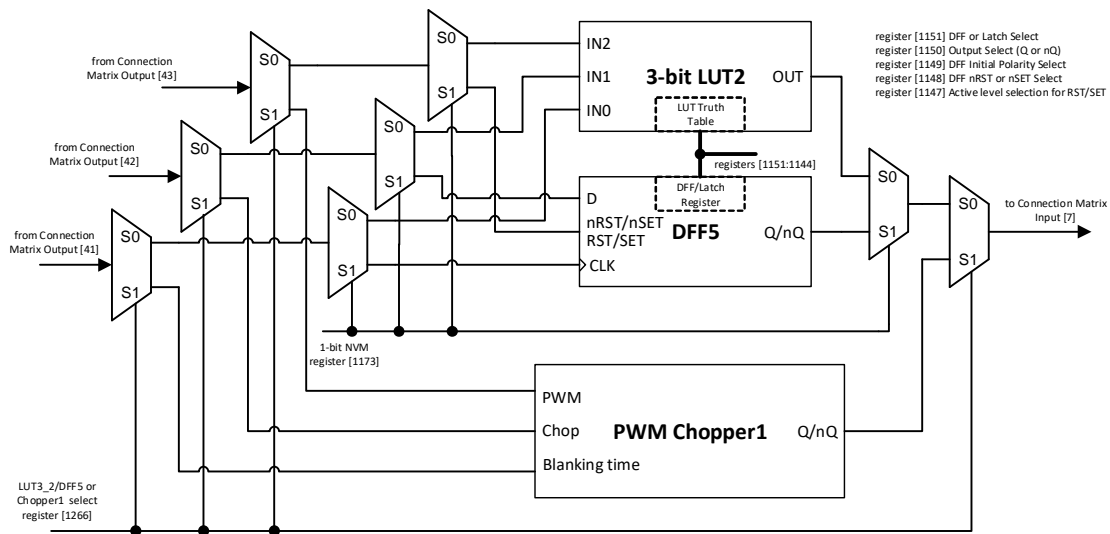 from Connection
Matrix Output [43]
S0
S1
S0
S1
IN2
IN1
IN0
3-bit LUT2
OUT
LUT Truth
Table
register [1151] DFF or Latch Select
register [1150] Output Select (Q or nQ)
register [1149] DFF Initial Polarity Select
register [1148] DFF nRST or nSET Select
register [1147] Active level selection for RST/SET
from Connection
Matrix Output [42]
S0
S1
S0
S1
registers [1151:1144]
DFF/Latch
Register
D
nRST/nSET
RST/SET
CLK
DFF5
Q/nQ
S0
S1
S0
S1
to Connection Matrix
Input [7]
from Connection
Matrix Output [41]
S0
S1
S0
S1
1-bit NVM
register [1173]
PWM
Chop
Blanking time
PWM Chopper1
Q/nQ
LUT3_2/DFF5 or
Chopper1 select
register [1266]